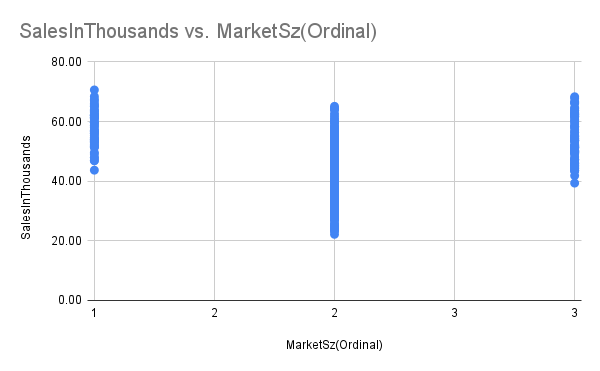 SalesInThousands vs. MarketSz(Ordinal)
80.00
60.00
40.00
20.00
0.00
SalesInThousands
1 2 2 3 3
MarketSz(Ordinal)